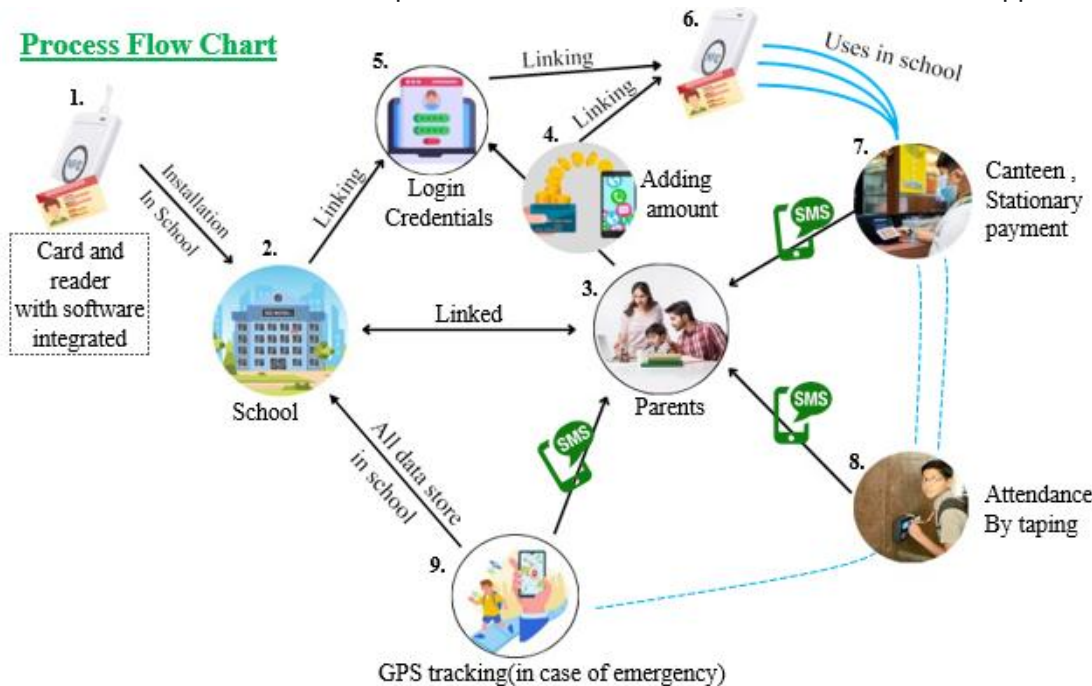 Process Flow Chart
1.
NFC
Card and
reader
with software
integrated
Installation
In School
2.
School
Linking
5.
Login
Credentials
Linking
6.
NFC
Linking
4.
Adding
amount
Uses in school
7.
Canteen ,
Stationary
payment
SMS
3.
Parents
Linked
SMS
8.
Attendance
By taping
SMS
All data store
in school
9.
GPS tracking(in case of emergency)